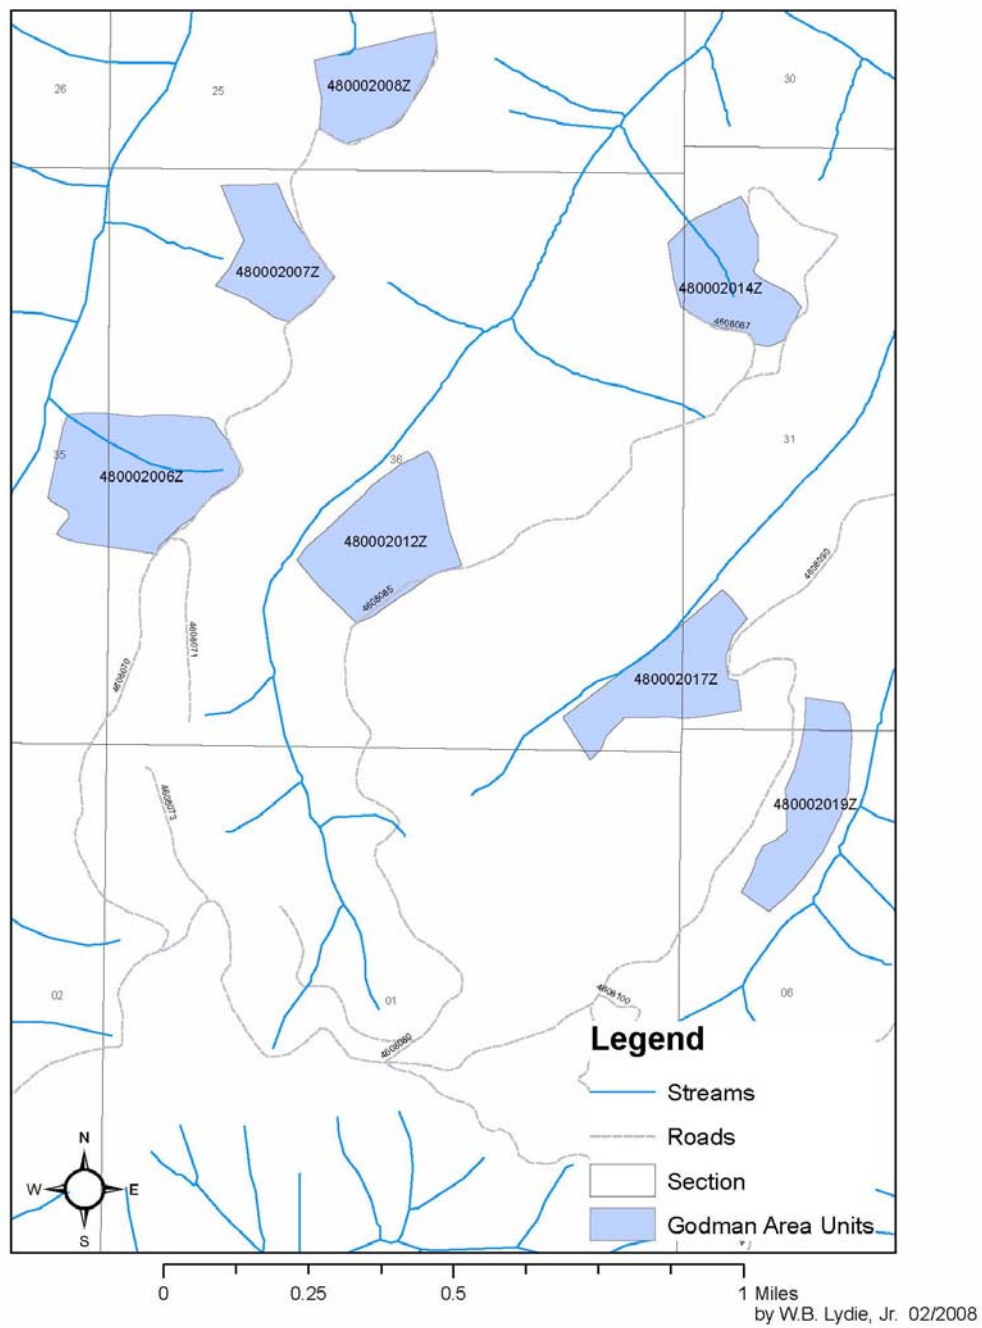 26
25
480002008Z
30
480002007Z
480002014Z
4608087
31
35
480002006Z
36
480002012Z
4608085
4608090
4608071
4608070
480002017Z
480002019Z
4608073
02
01
06
4608100
4608080
Legend
Streams
Roads
Section
Godman Area Units
N
W E
S
0 0.25 0.5 1 Miles
by W.B. Lydie, Jr. 02/2008